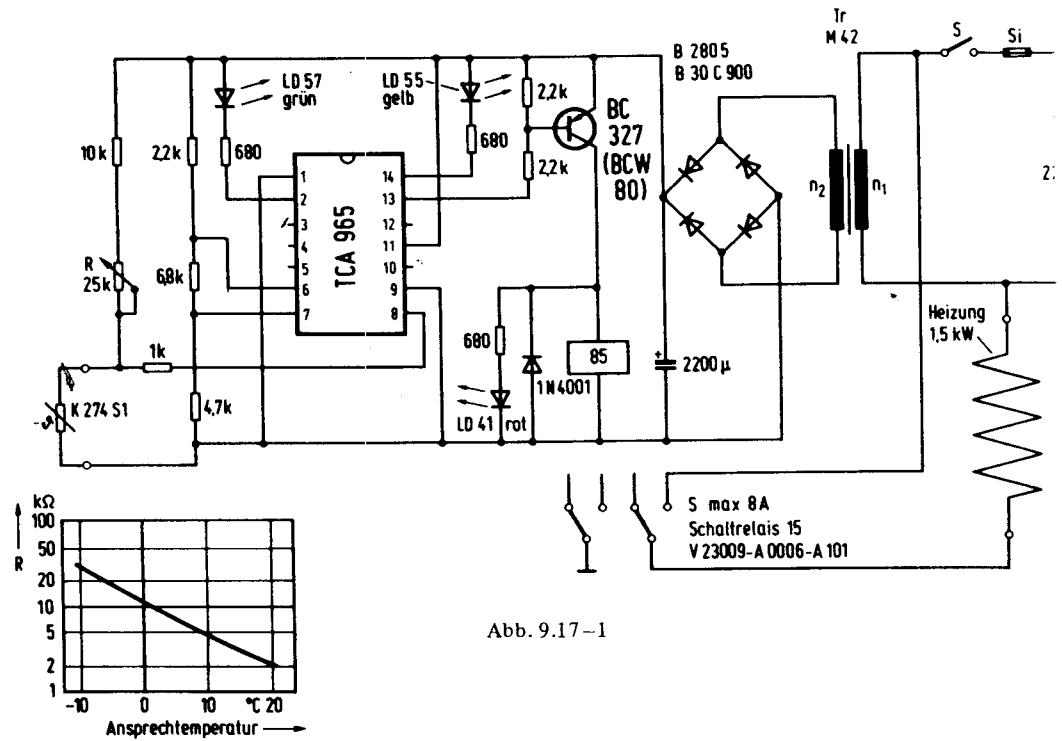 Tr
M 42
S
Si
B 280 5
B 30 C 900
LD 57
grün
LD 55
gelb
2,2k
BC
327
(BCW
80)
10k
2,2k
680
680
2,2k
n2
n1
TCA 965
1
2
3
4
5
6
7
14
13
12
11
10
9
8
R
25k
6,8k
1k
K 274 S1
4,7k
680
LD 41 rot
1N4001
85
+
2200 µ
Heizung
1,5 kW
S max 8A
Schaltrelais 15
V 23009-A 0006-A 101
kΩ
100
50
R
20
10
5
2
1
-10 0 10 °C 20
Ansprechtemperatur
Abb. 9.17–1